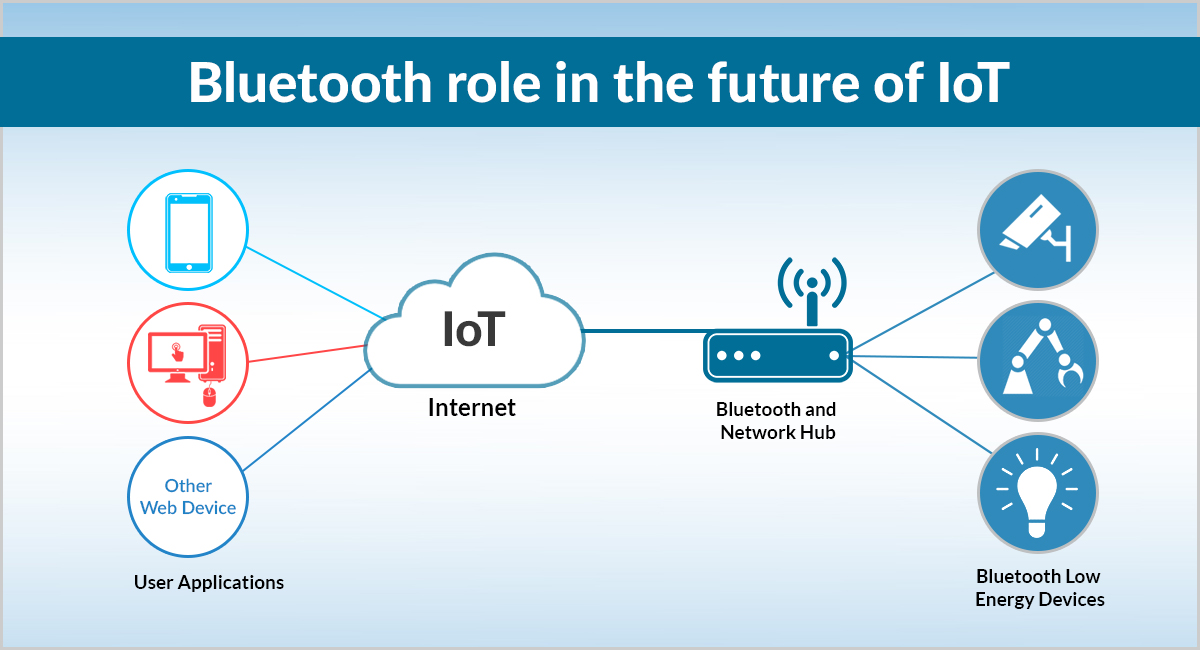 Bluetooth role in the future of IoT
IoT
Internet
Bluetooth and
Network Hub
Other
Web Device
User Applications
Bluetooth Low
Energy Devices